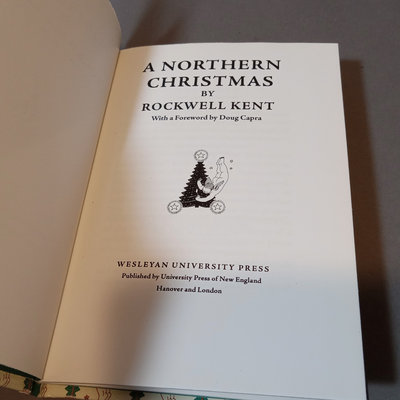 A NORTHERN
CHRISTMAS
BY
ROCKWELL KENT
With a Foreword by Doug Capra
WESLEYAN UNIVERSITY PRESS
Published by University Press of New England
Hanover and London